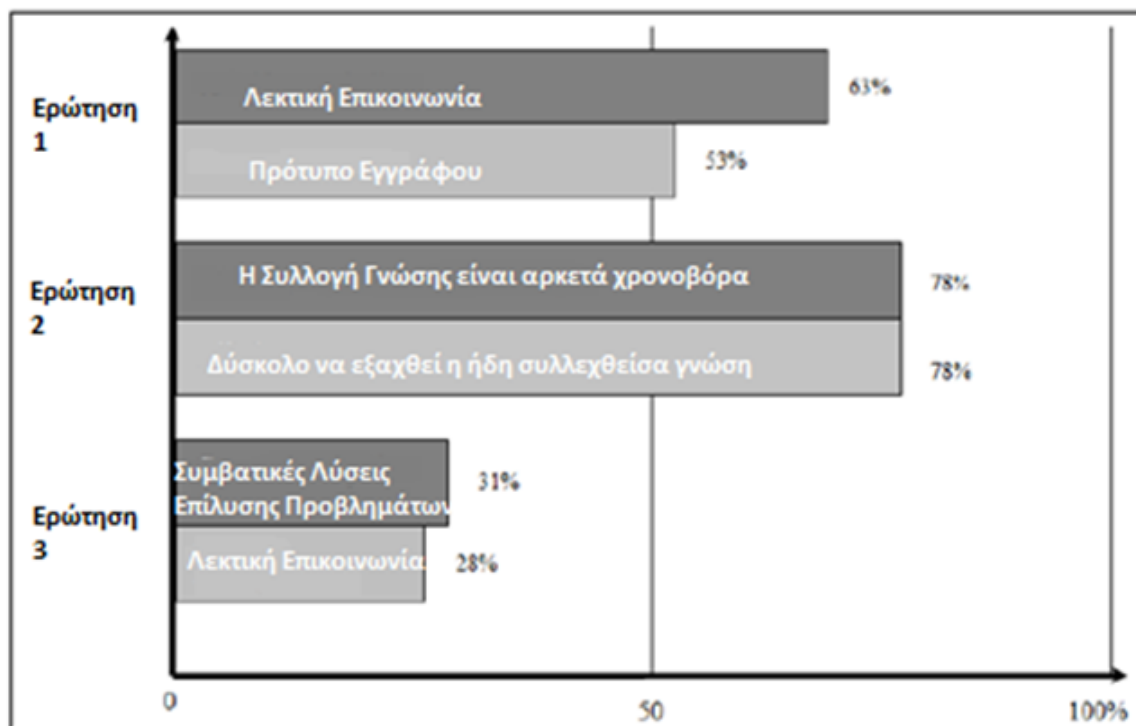 Ερώτηση
1
Λεκτική Επικοινωνία
63%
Πρότυπο Εγγράφου
53%
Ερώτηση
2
Η Συλλογή Γνώσης είναι αρκετά χρονοβόρα
78%
Δύσκολο να εξαχθεί η ήδη συλλεχθείσα γνώση
78%
Ερώτηση
3
Συμβατικές Λύσεις
Επίλυσης Προβλημάτων
31%
Λεκτική Επικοινωνία
28%
0
50
100%